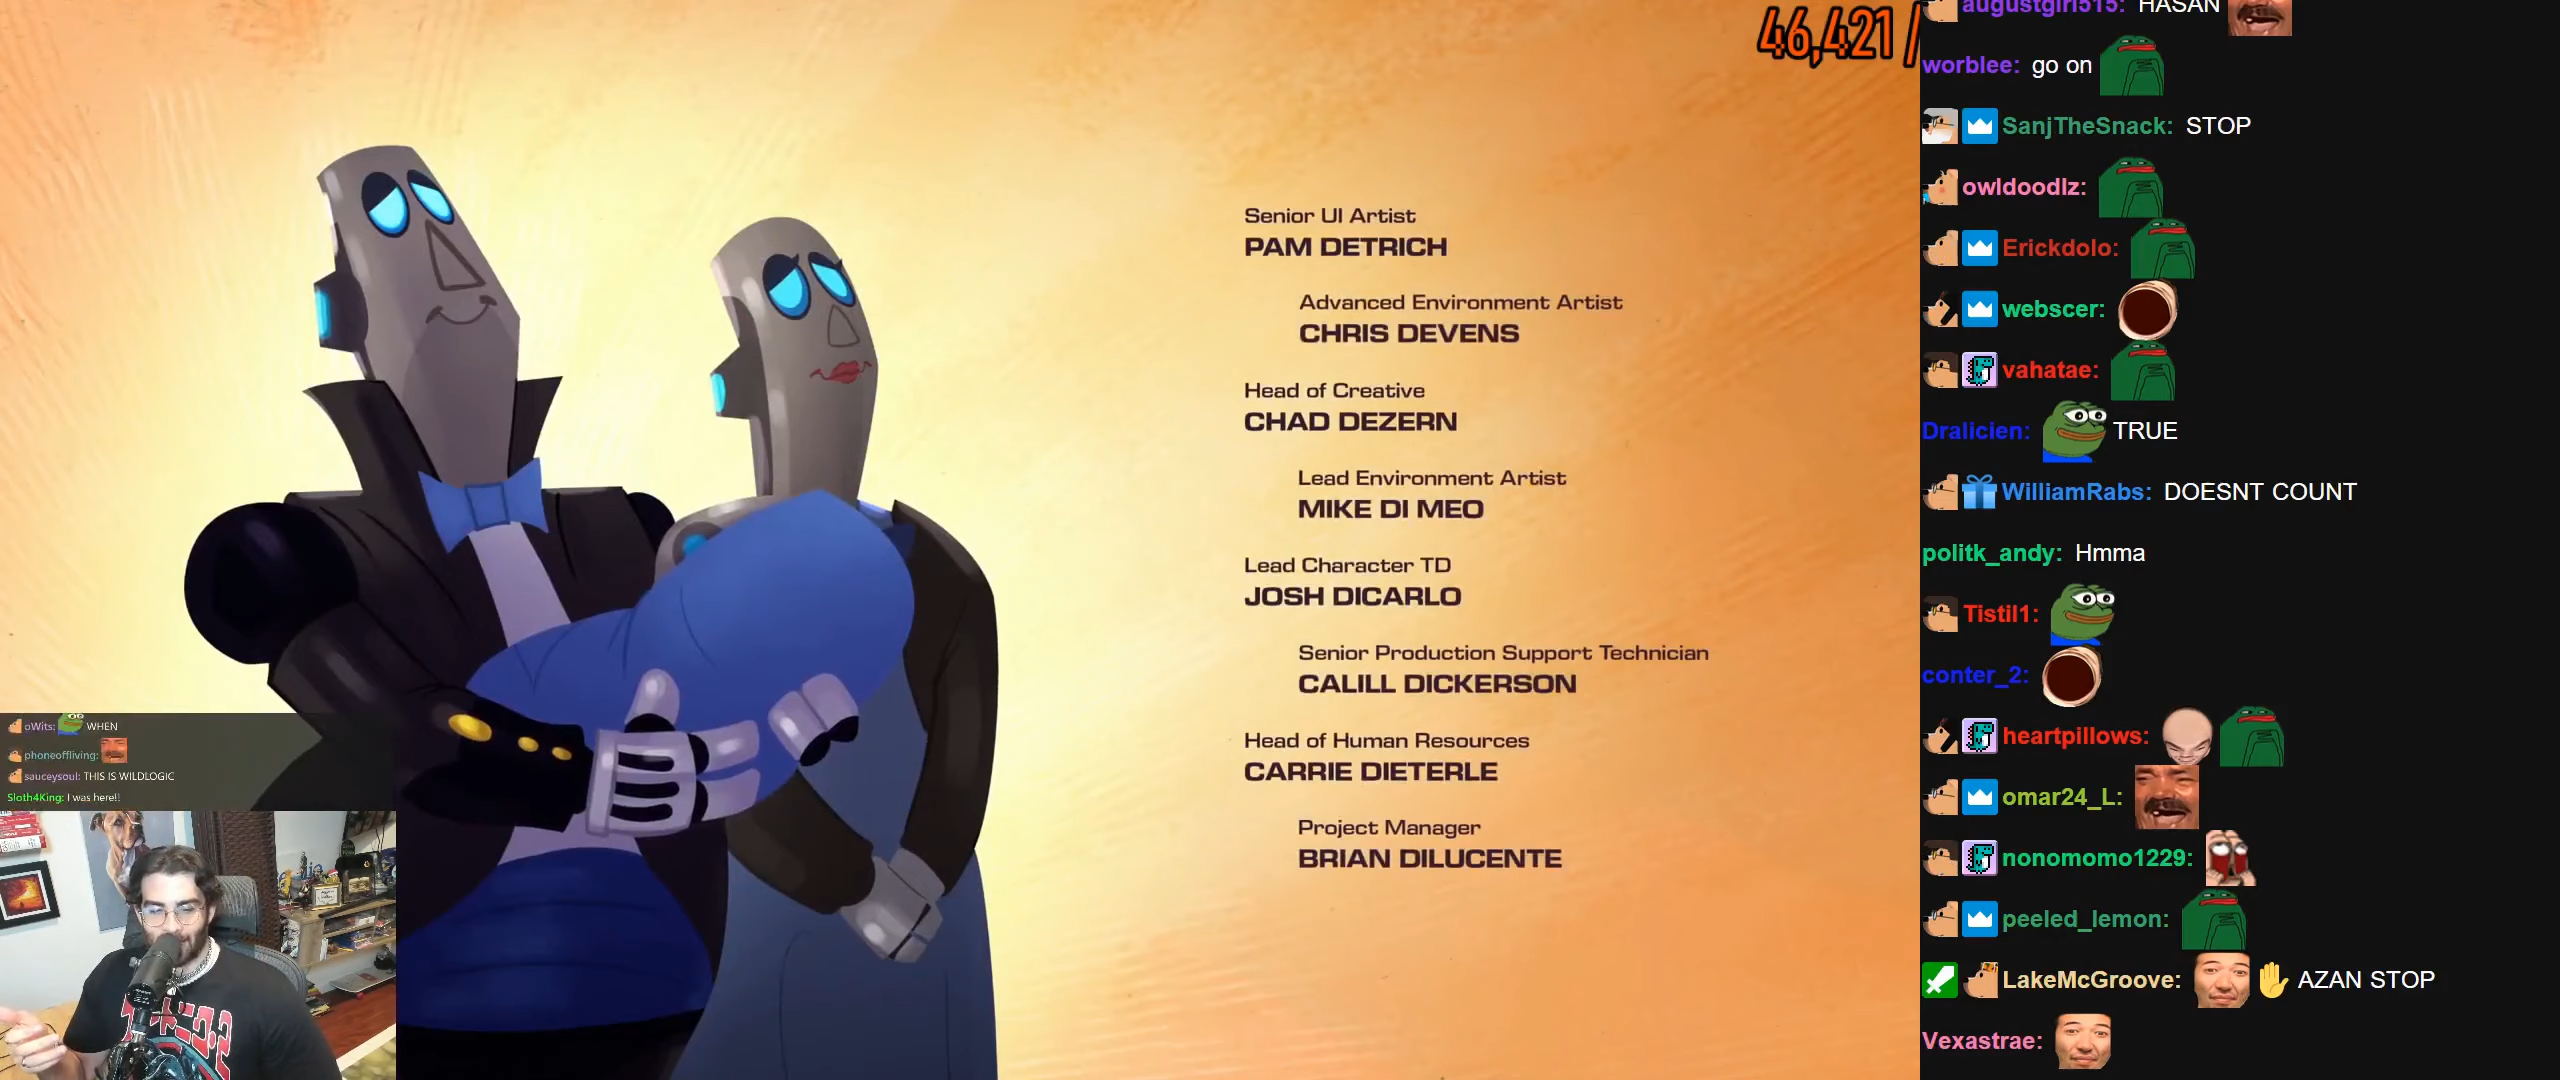 46,421 /
Senior UI Artist
PAM DETRICH
Advanced Environment Artist
CHRIS DEVENS
Head of Creative
CHAD DEZERN
Lead Environment Artist
MIKE DI MEO
Lead Character TD
JOSH DICARLO
Senior Production Support Technician
CALILL DICKERSON
Head of Human Resources
CARRIE DIETERLE
Project Manager
BRIAN DILUCENTE
oWits: WHEN
phoneoffliving:
sauceysoul: THIS IS WILDLOGIC
Sloth4King: I was here!!
augustgirl515: HASAN
worblee: go on
SanjTheSnack: STOP
owldoodlz:
Erickdolo:
webscer:
vahatae:
Dralicien: TRUE
WilliamRabs: DOESNT COUNT
politk_andy: Hmma
Tistil1:
conter_2:
heartpillows:
omar24_L:
nonomomo1229:
peeled_lemon:
LakeMcGroove: AZAN STOP
Vexastrae: